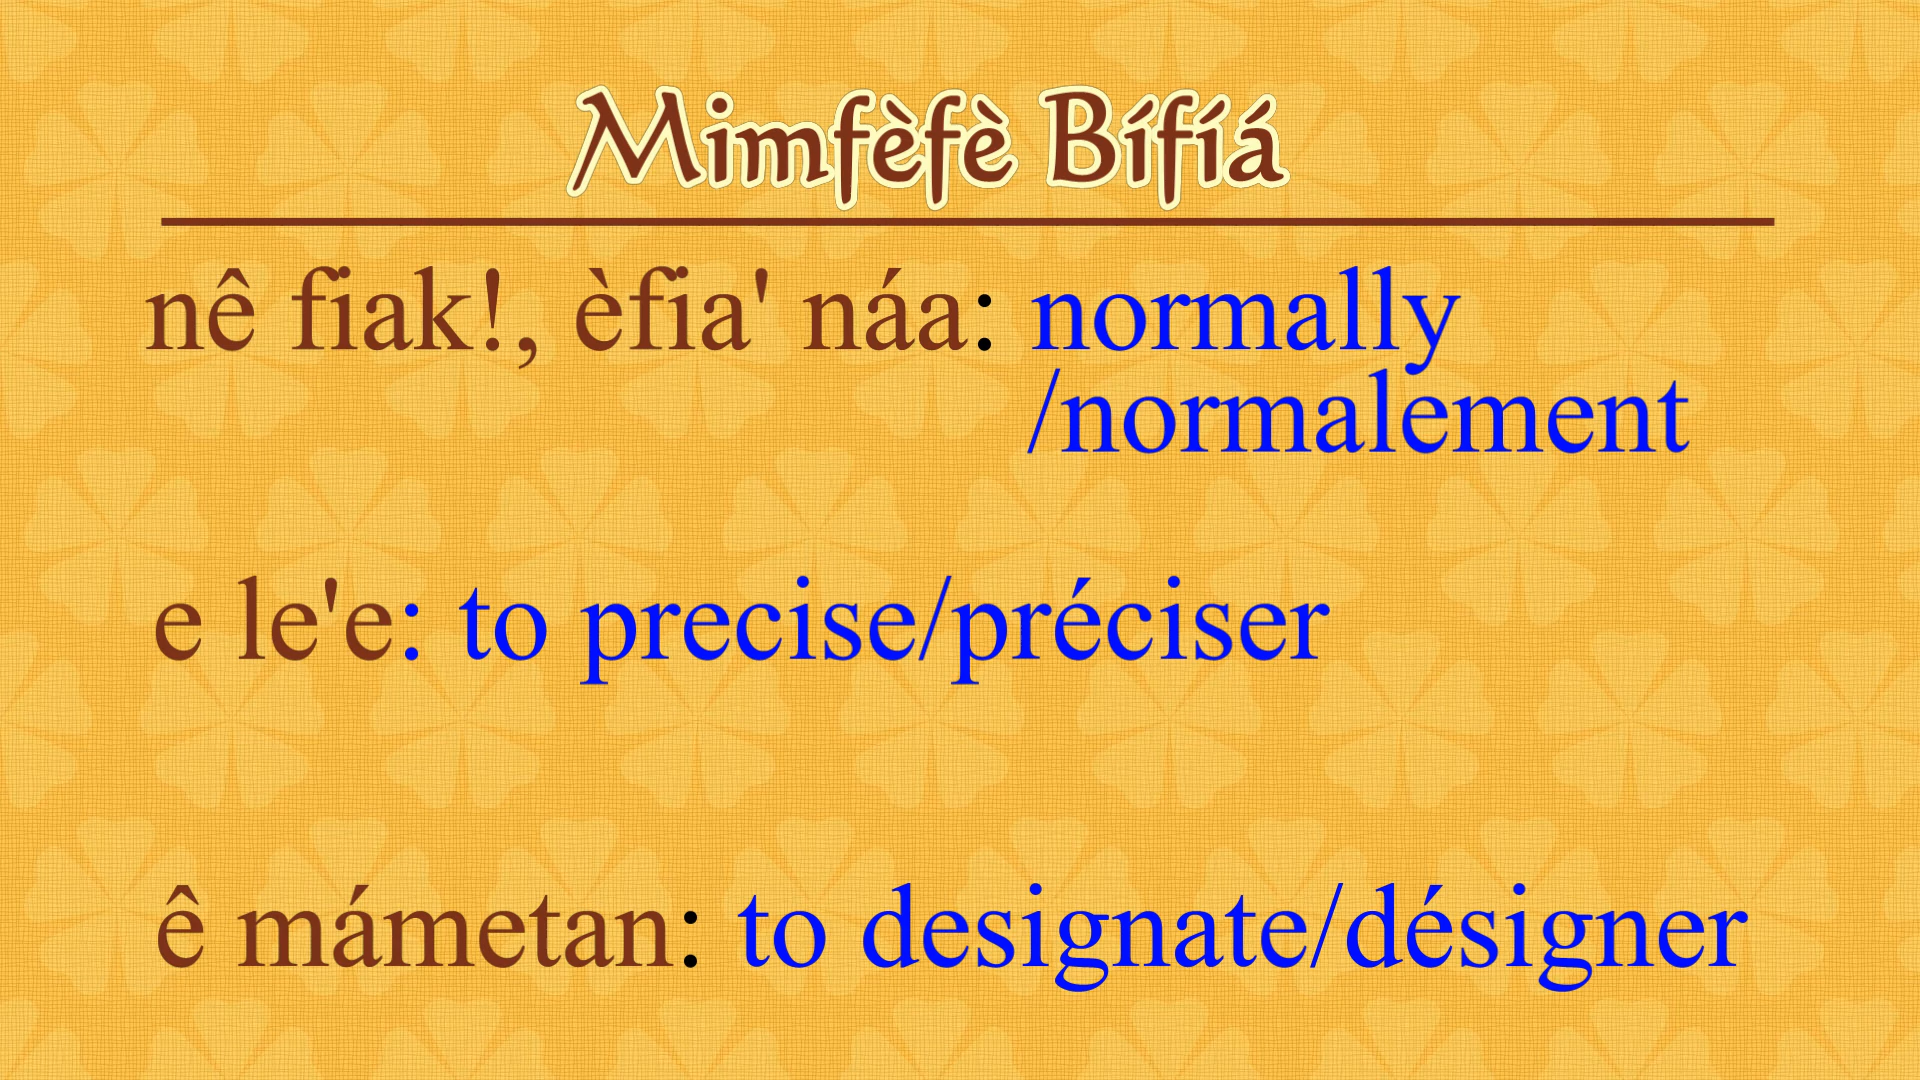 Mimfèfè Bífíá
nê fiak!, èfia' náa: normally
/normalement
e le'e: to precise/préciser
ê mámetan: to designate/désigner